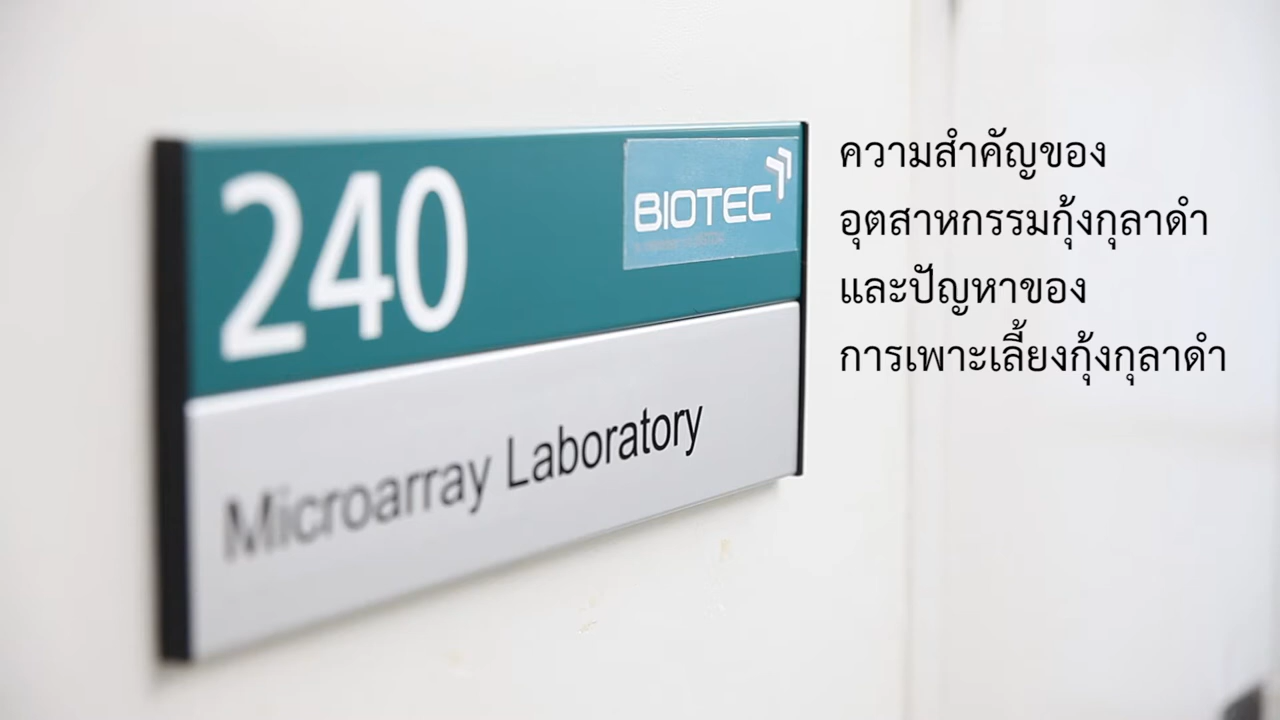 240
BIOTEC
Microarray Laboratory
ความสำคัญของ
อุตสาหกรรมกุ้งกุลาดำ
และปัญหาของ
การเพาะเลี้ยงกุ้งกุลาดำ